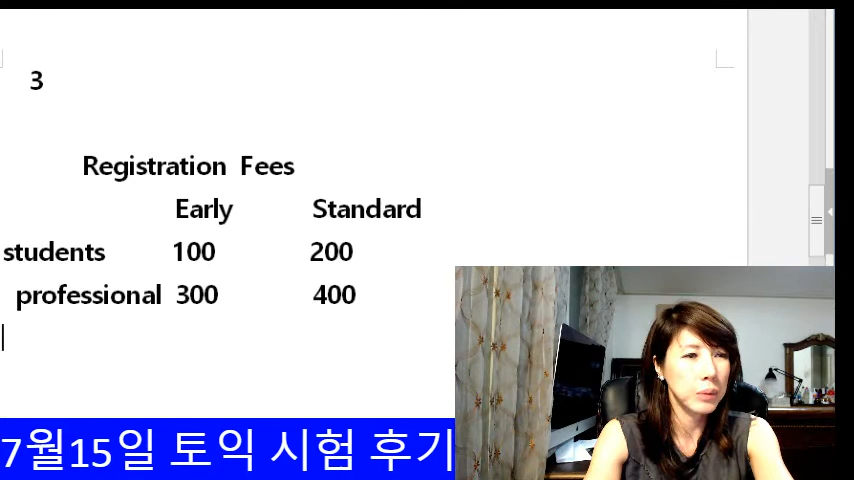 3
Registration Fees
Early Standard
students 100 200
professional 300 400
7월15일 토익 시험 후기